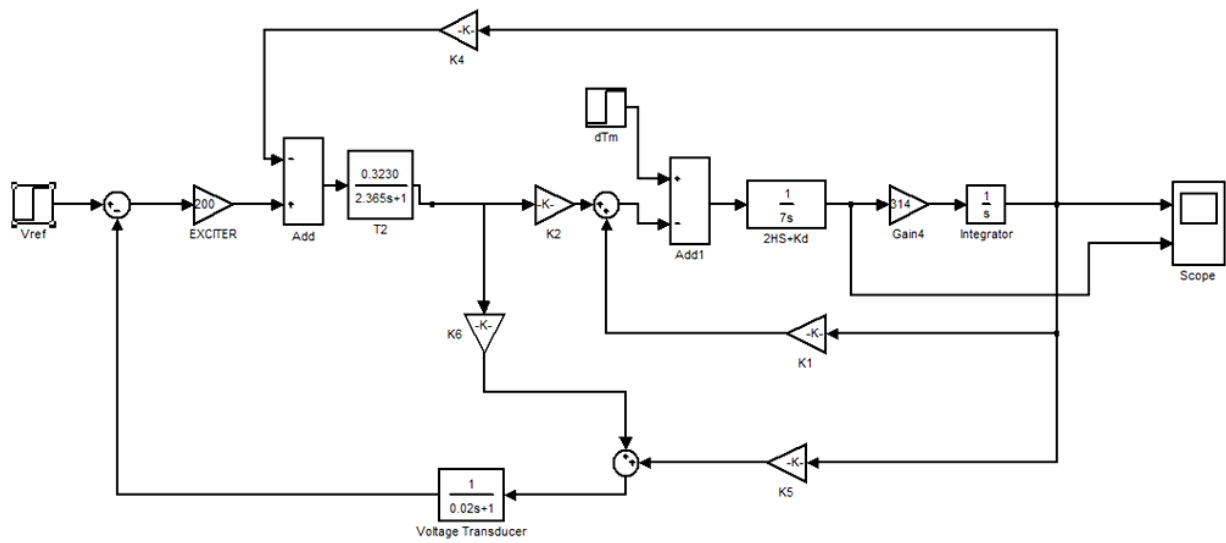 -K-
K4
dTm
-
+
0.3230
2.365s+1
T2
-
Vref
200
EXCITER
+
Add
-K-
K2
+
+
+
-
Add1
1
7s
2HS+Kd
314
Gain4
1
s
Integrator
Scope
K6
-K-
-K-
K1
+
+
-K-
K5
1
0.02s+1
Voltage Transducer